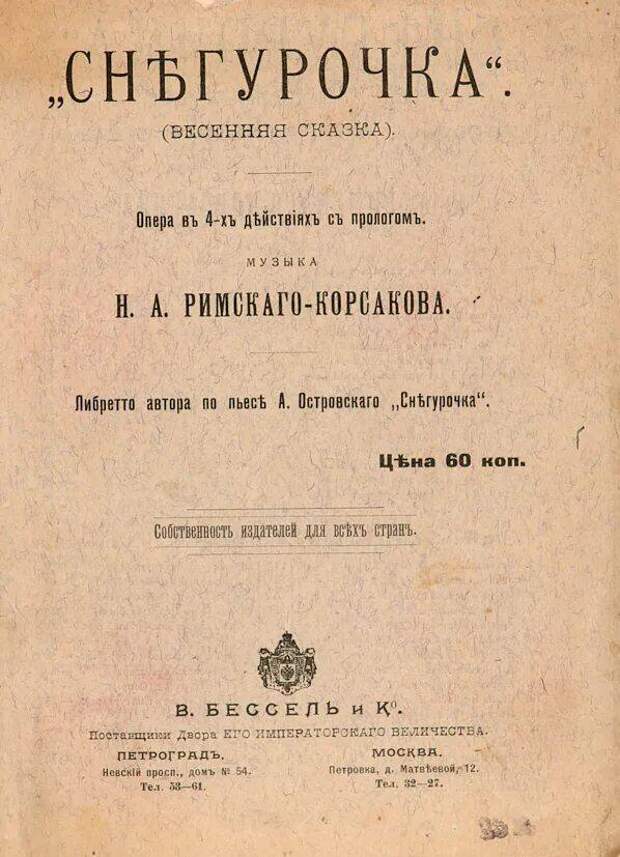 „СНѢГУРОЧКА“.
(ВЕСЕННЯЯ СКАЗКА).
Опера въ 4-хъ дѣйствіяхъ съ прологомъ.
МУЗЫКА
Н. А. РИМСКАГО-КОРСАКОВА.
Либретто автора по пьесѣ А. Островскаго „Снѣгурочка“.
Цѣна 60 коп.
Собственность издателей для всѣхъ странъ.
В. БЕССЕЛЬ и Ко.
Поставщики Двора ЕГО ИМПЕРАТОРСКАГО ВЕЛИЧЕСТВА.
ПЕТРОГРАДЪ.
Невскій просп., домъ № 54.
Тел. 53—61.
МОСКВА.
Петровка, д. Матвѣевой, 12.
Тел. 32—27.